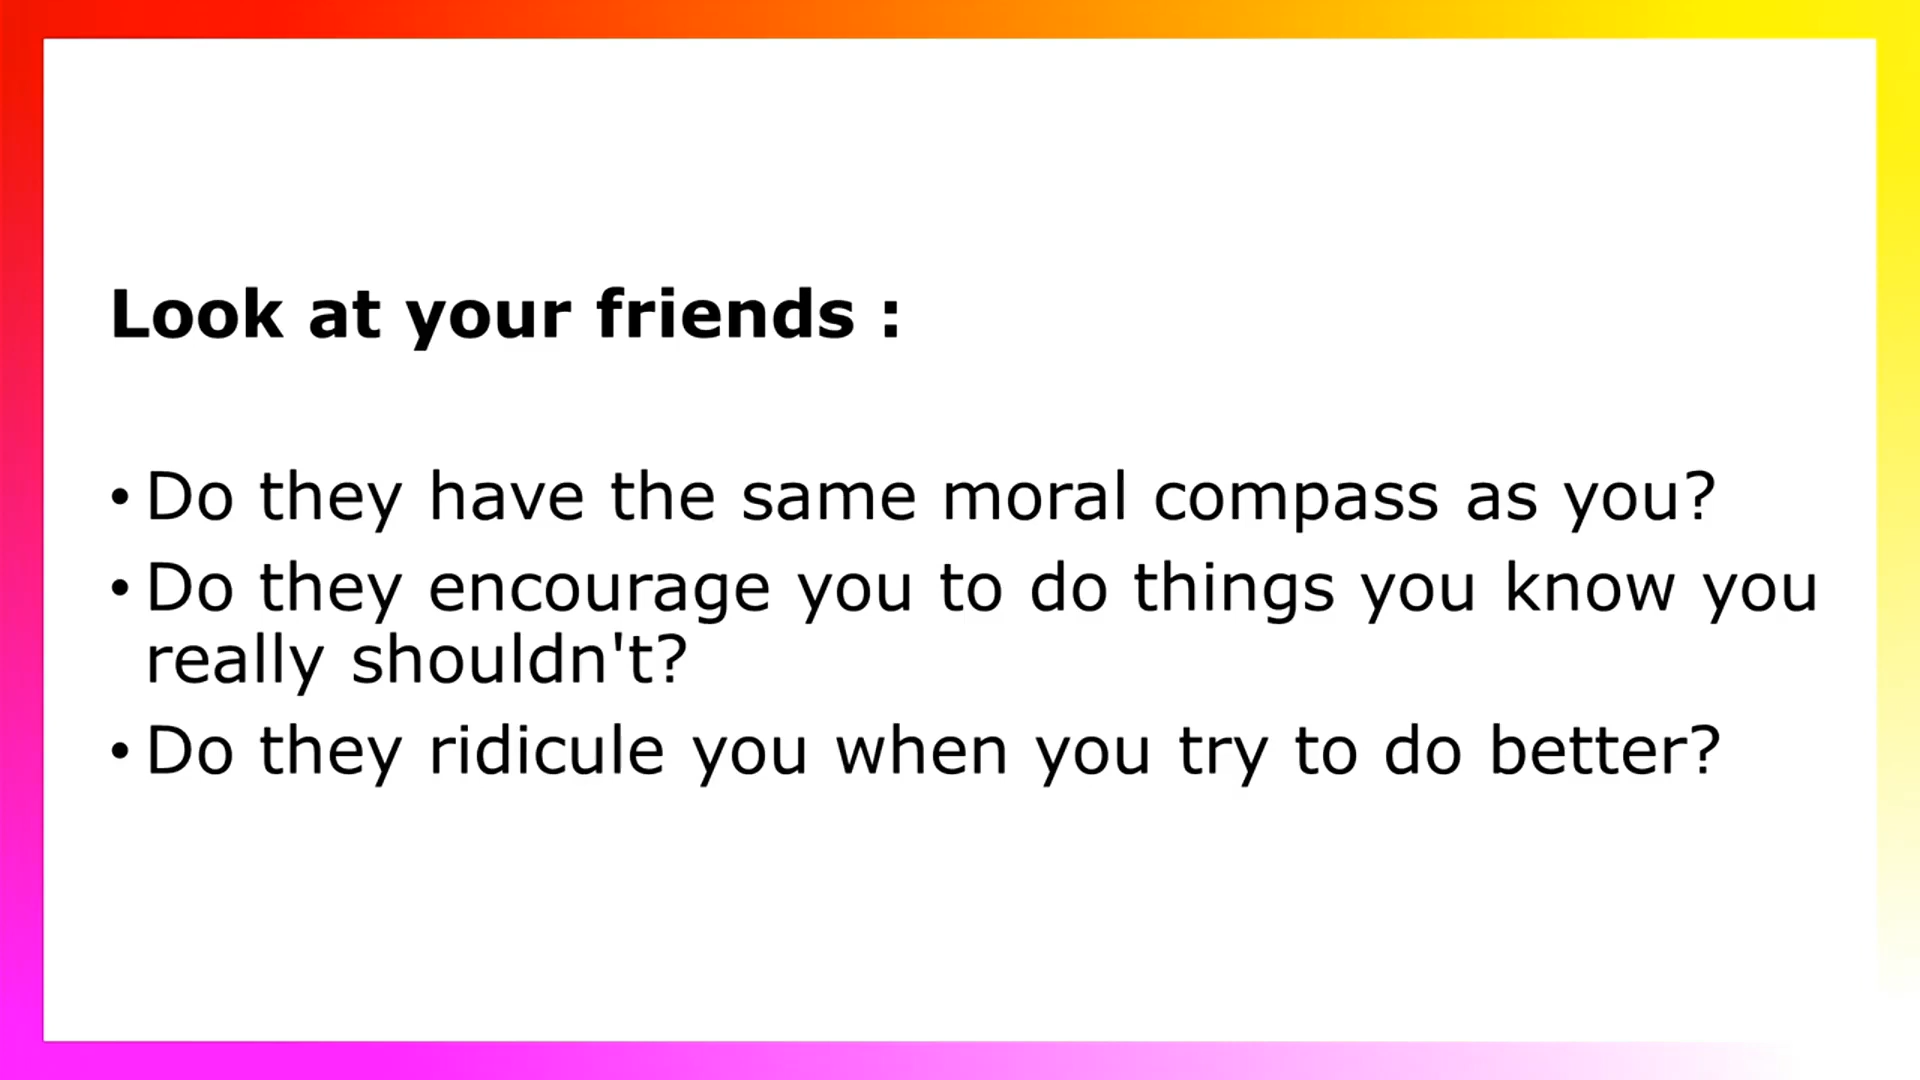 Look at your friends :
• Do they have the same moral compass as you?
• Do they encourage you to do things you know you
really shouldn't?
• Do they ridicule you when you try to do better?